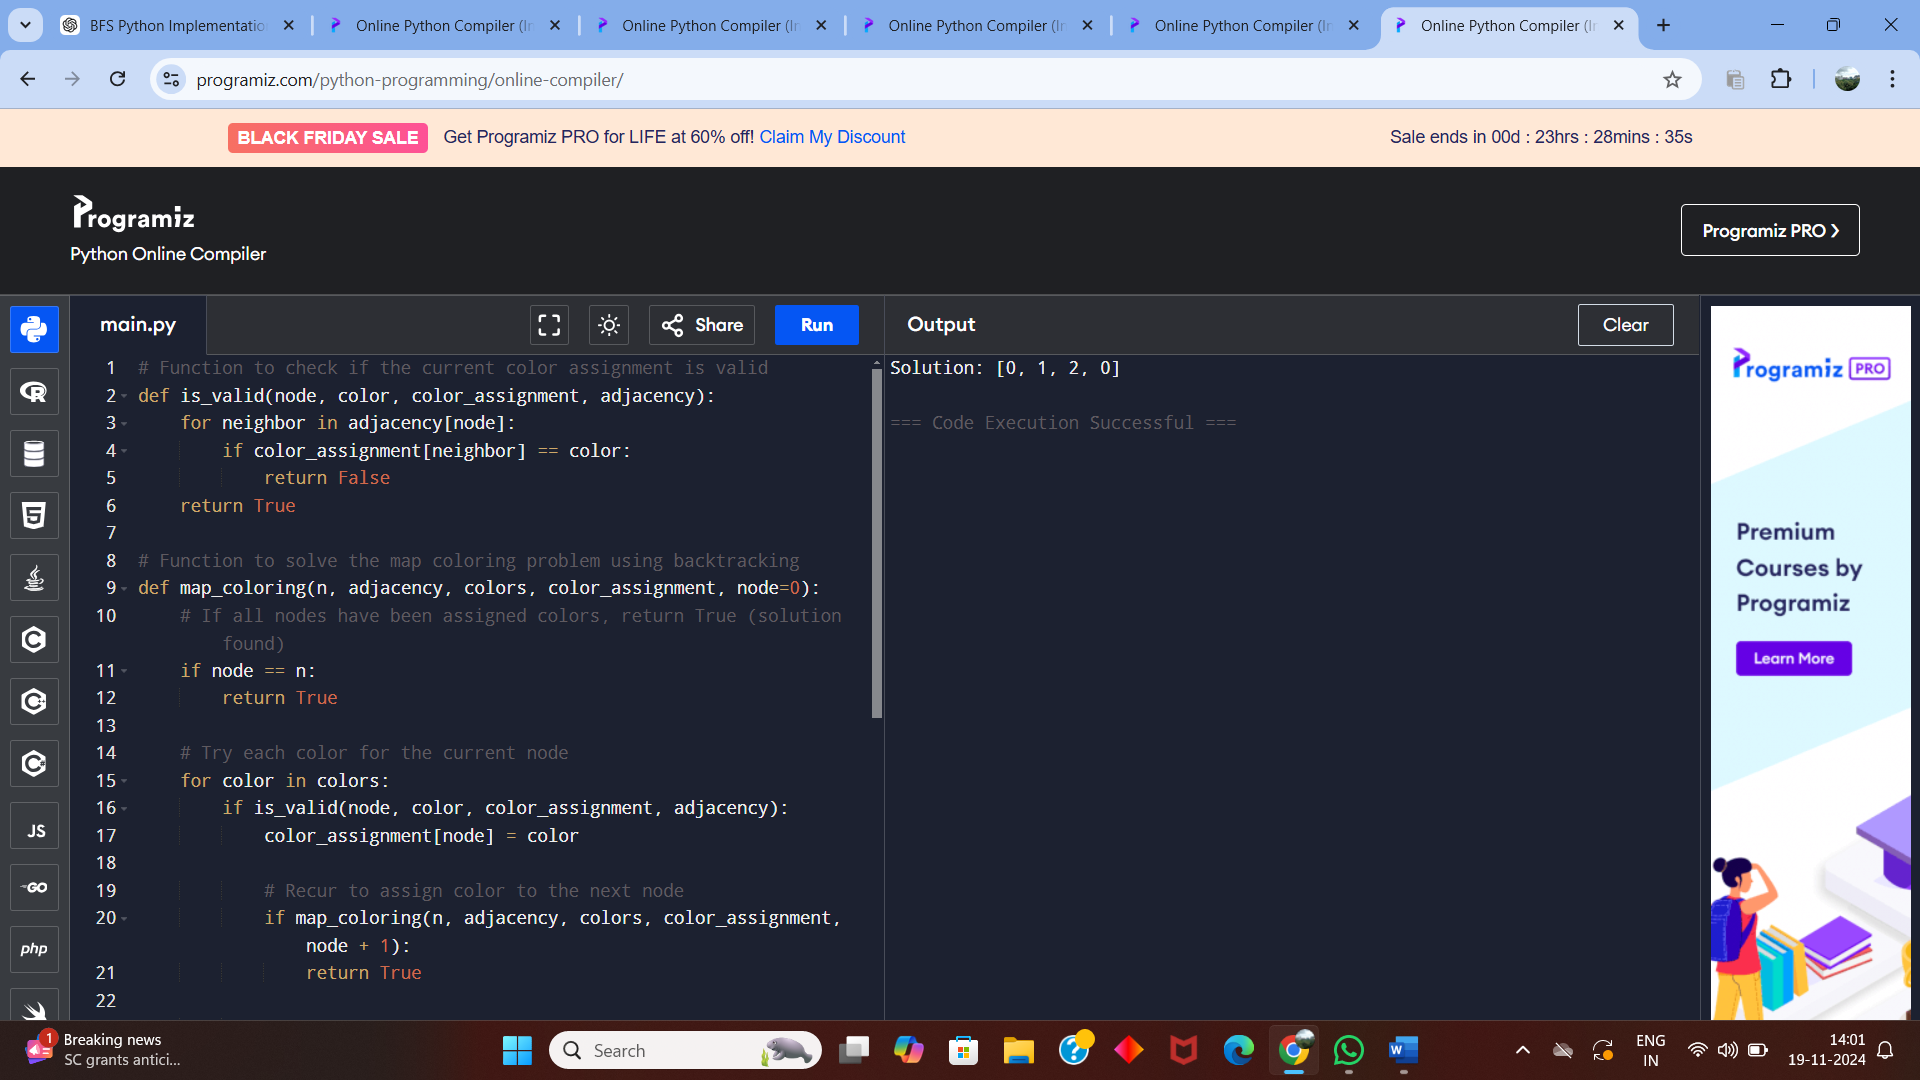 BFS Python Implementatio
Online Python Compiler (In
Online Python Compiler (In
Online Python Compiler (In
Online Python Compiler (In
Online Python Compiler (Ir
programiz.com/python-programming/online-compiler/
BLACK FRIDAY SALE Get Programiz PRO for LIFE at 60% off! Claim My Discount
Sale ends in 00d : 23hrs : 28mins : 35s
Programiz
Python Online Compiler
Programiz PRO
main.py
Share
Run
Output
Clear
1 # Function to check if the current color assignment is valid
2 def is_valid(node, color, color_assignment, adjacency):
3 for neighbor in adjacency[node]:
4 if color_assignment[neighbor] == color:
5 return False
6 return True
7
8 # Function to solve the map coloring problem using backtracking
9 def map_coloring(n, adjacency, colors, color_assignment, node=0):
10 # If all nodes have been assigned colors, return True (solution
found)
11 if node == n:
12 return True
13
14 # Try each color for the current node
15 for color in colors:
16 if is_valid(node, color, color_assignment, adjacency):
17 color_assignment[node] = color
18
19 # Recur to assign color to the next node
20 if map_coloring(n, adjacency, colors, color_assignment,
node + 1):
21 return True
22
Solution: [0, 1, 2, 0]
=== Code Execution Successful ===
JS
GO
php
Programiz PRO
Premium
Courses by
Programiz
Learn More
1
Breaking news
SC grants antici...
Search
ENG
IN
14:01
19-11-2024